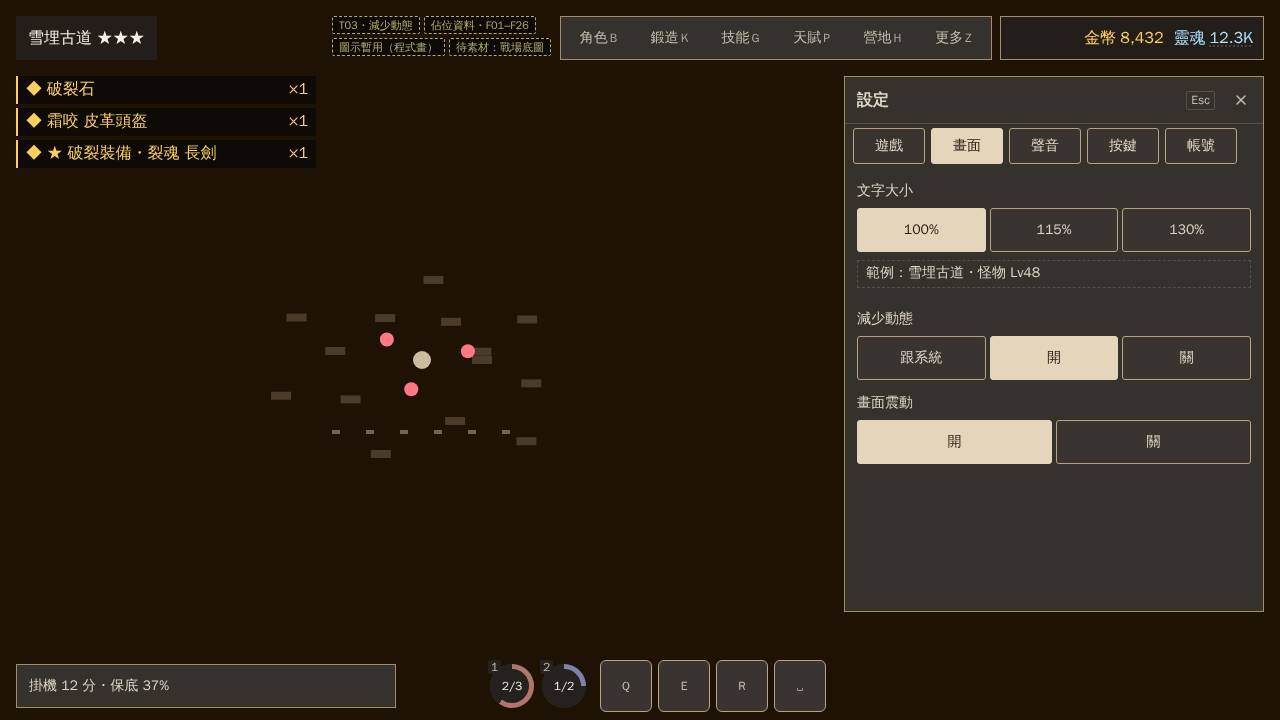 雪埋古道 ★★★
T03・減少動態 佔位資料・F01–F26
圖示暫用（程式畫） 待素材：戰場底圖
角色B 鍛造K 技能G 天賦P 營地H 更多Z
金幣 8,432 靈魂 12.3K
◆ 破裂石 ×1
◆ 霜咬 皮革頭盔 ×1
◆ ★ 破裂裝備・裂魂 長劍 ×1
設定 Esc ✕
遊戲 畫面 聲音 按鍵 帳號
文字大小
100% 115% 130%
範例：雪埋古道・怪物 Lv48
減少動態
跟系統 開 關
畫面震動
開 關
掛機 12 分・保底 37%
1 2/3 2 1/2 Q E R ⎵